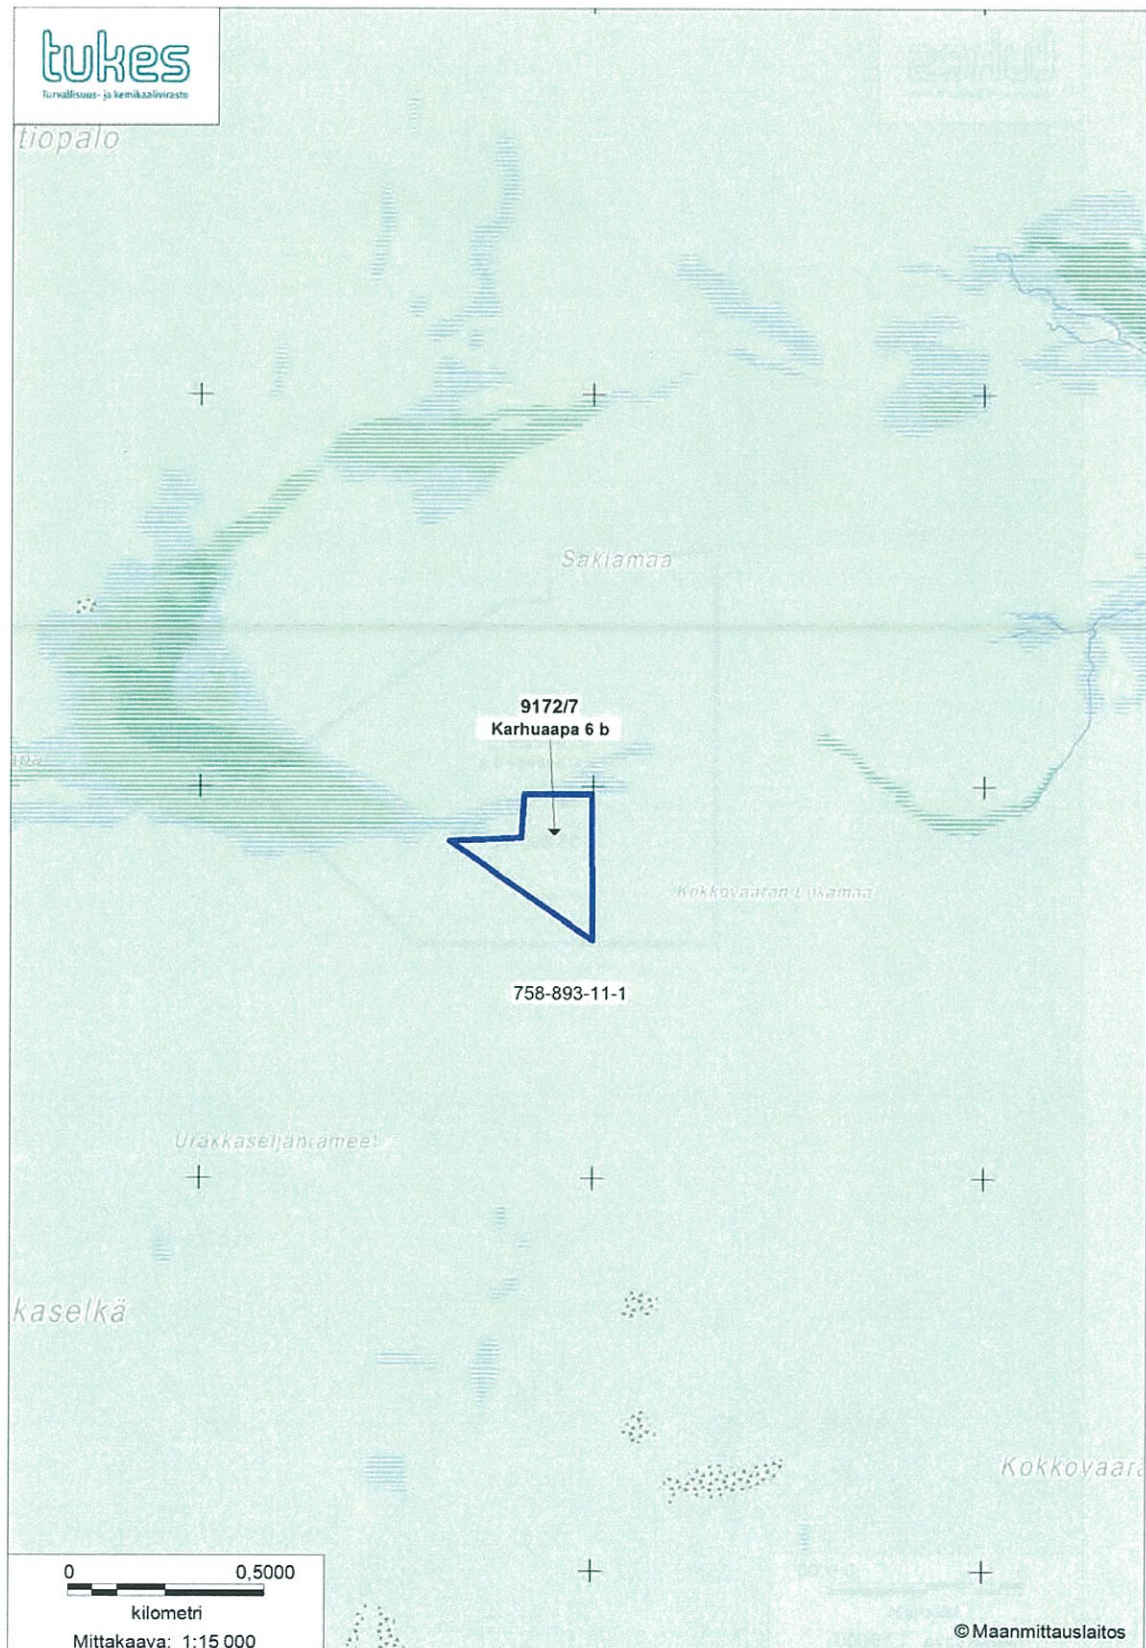 tukes
Turvallisuus- ja kemikaalivirasto
tiopalo
Saklamaa
9172/7
Karhuaapa 6 b
Kokkovaaran Liikamaa
758-893-11-1
Urakkaseljänlämeet
kaselkä
Kokkovaara
0 0,5000
kilometri
Mittakaava: 1:15 000
© Maanmittauslaitos